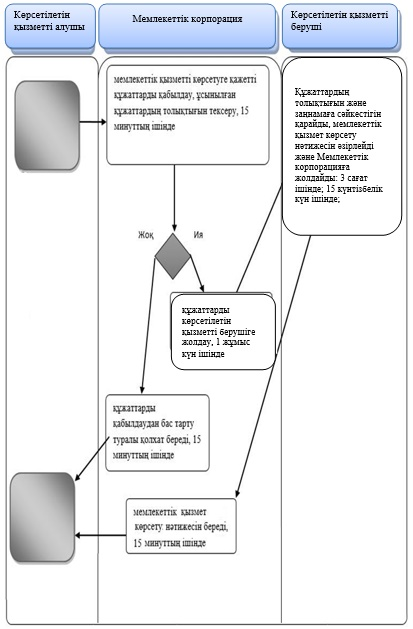 Көрсетілетін
қызметті алушы
Мемлекеттік корпорация
Көрсетілетін қызметті
беруші
мемлекеттік қызметті көрсетуге қажетті
құжаттарды қабылдау, ұсынылған
құжаттардың толықтығын тексеру, 15
минуттың ішінде
Құжаттардың
толықтығын және
заңнамаға сәйкестігін
қарайды, мемлекеттік
қызмет көрсету
нәтижесін әзірлейді
және Мемлекеттік
корпорацияға
жолдайды: 3 сағат
ішінде; 15 күнтізбелік
күн ішінде;
Жоқ
Ия
құжаттарды
көрсетілетін
қызметті берушіге
жолдау, 1 жұмыс
күн ішінде
құжаттарды
қабылдаудан бас тарту
туралы қолхат береді, 15
минуттың ішінде
мемлекеттік қызмет
көрсету нәтижесін береді,
15 минуттың ішінде